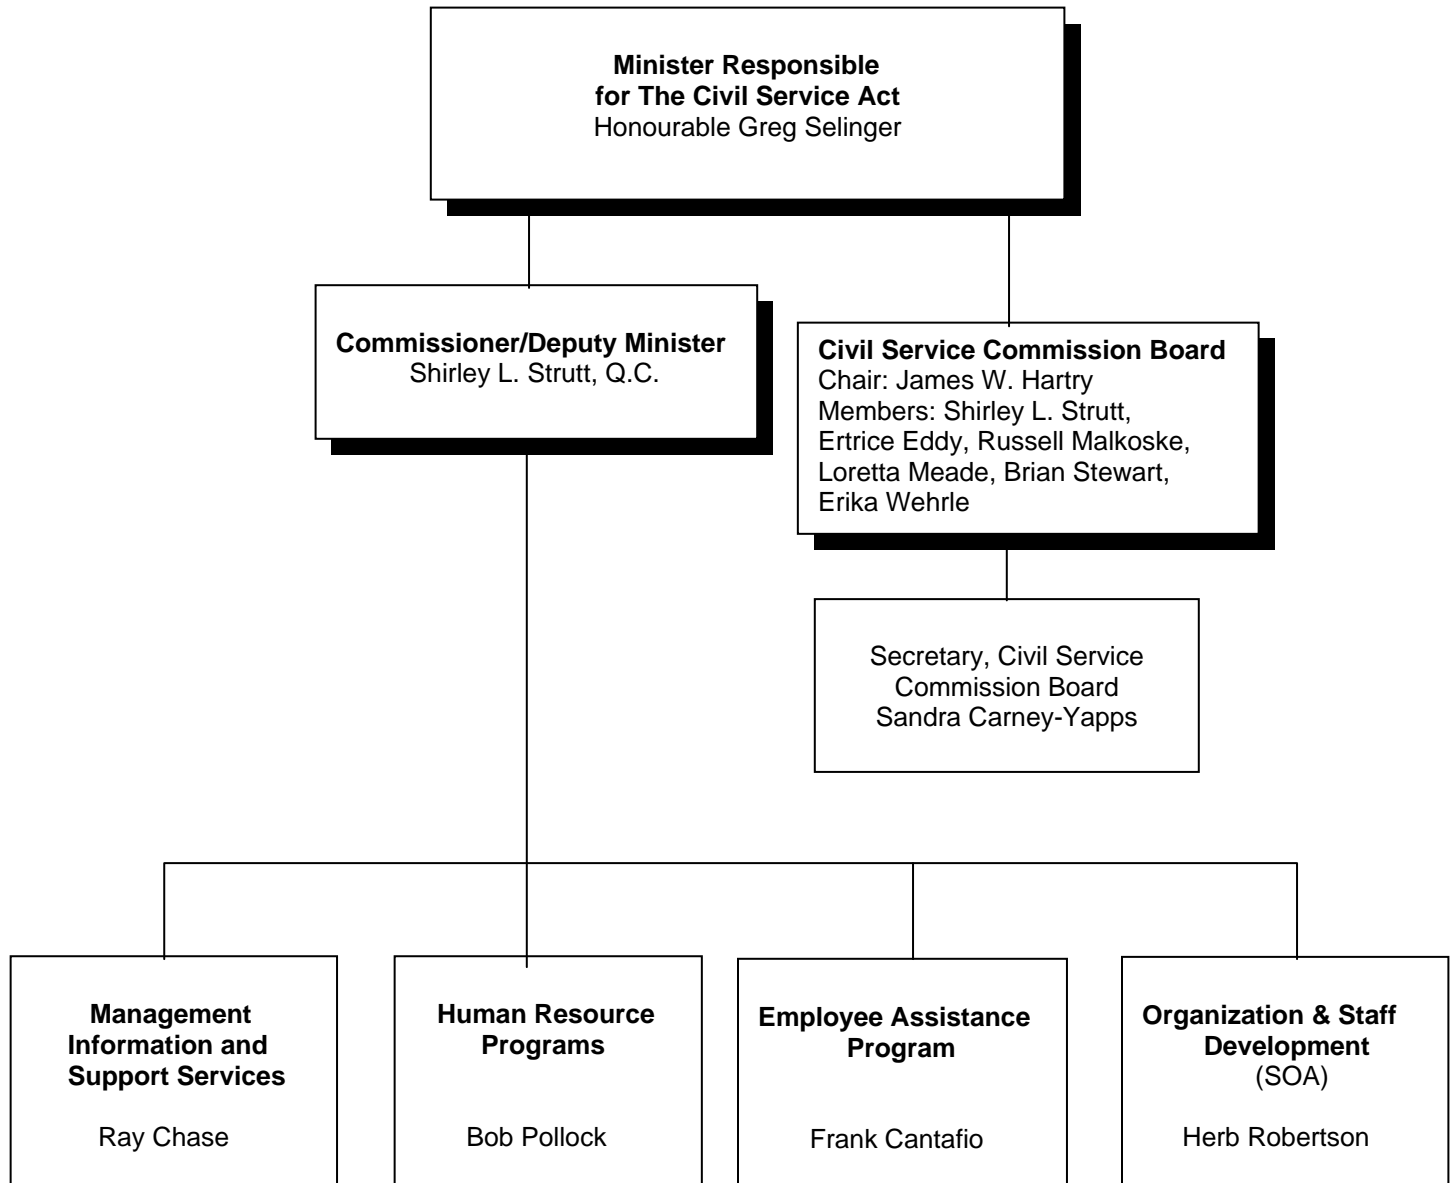 Minister Responsible
for The Civil Service Act
Honourable Greg Selinger
Commissioner/Deputy Minister
Shirley L. Strutt, Q.C.
Civil Service Commission Board
Chair: James W. Hartry
Members: Shirley L. Strutt,
Ertrice Eddy, Russell Malkoske,
Loretta Meade, Brian Stewart,
Erika Wehrle
Secretary, Civil Service
Commission Board
Sandra Carney-Yapps
Management
Information and
Support Services
Ray Chase
Human Resource
Programs
Bob Pollock
Employee Assistance
Program
Frank Cantafio
Organization & Staff
Development
(SOA)
Herb Robertson